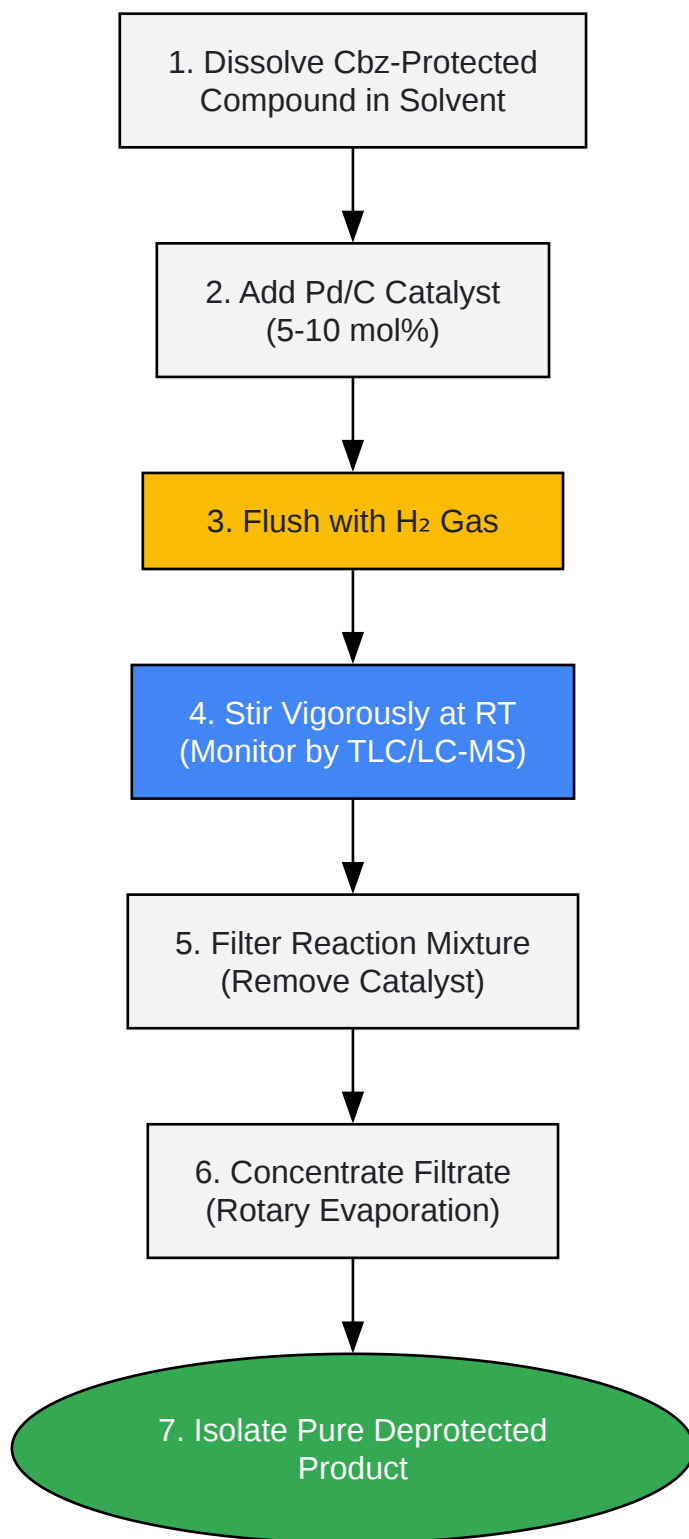 1. Dissolve Cbz-Protected
Compound in Solvent
2. Add Pd/C Catalyst
(5-10 mol%)
3. Flush with H₂ Gas
4. Stir Vigorously at RT
(Monitor by TLC/LC-MS)
5. Filter Reaction Mixture
(Remove Catalyst)
6. Concentrate Filtrate
(Rotary Evaporation)
7. Isolate Pure Deprotected
Product